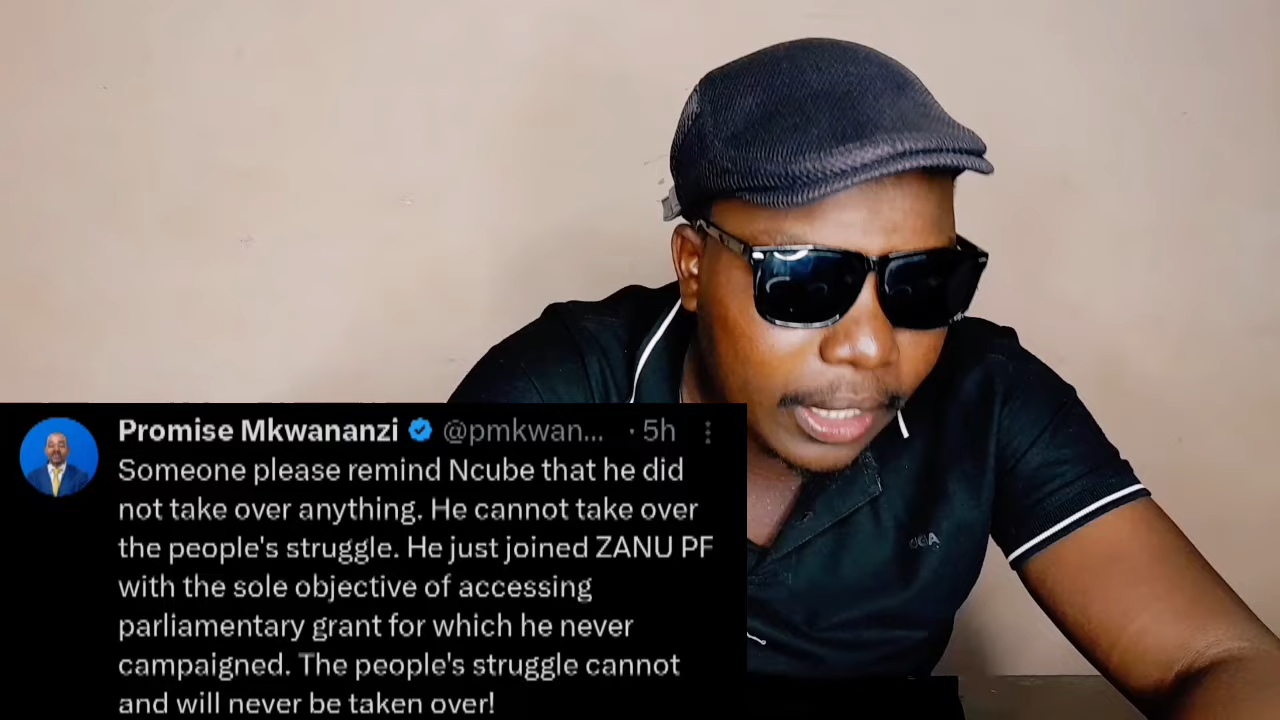 Promise Mkwananzi @pmkwan... · 5h
Someone please remind Ncube that he did
not take over anything. He cannot take over
the people's struggle. He just joined ZANU PF
with the sole objective of accessing
parliamentary grant for which he never
campaigned. The people's struggle cannot
and will never be taken over!